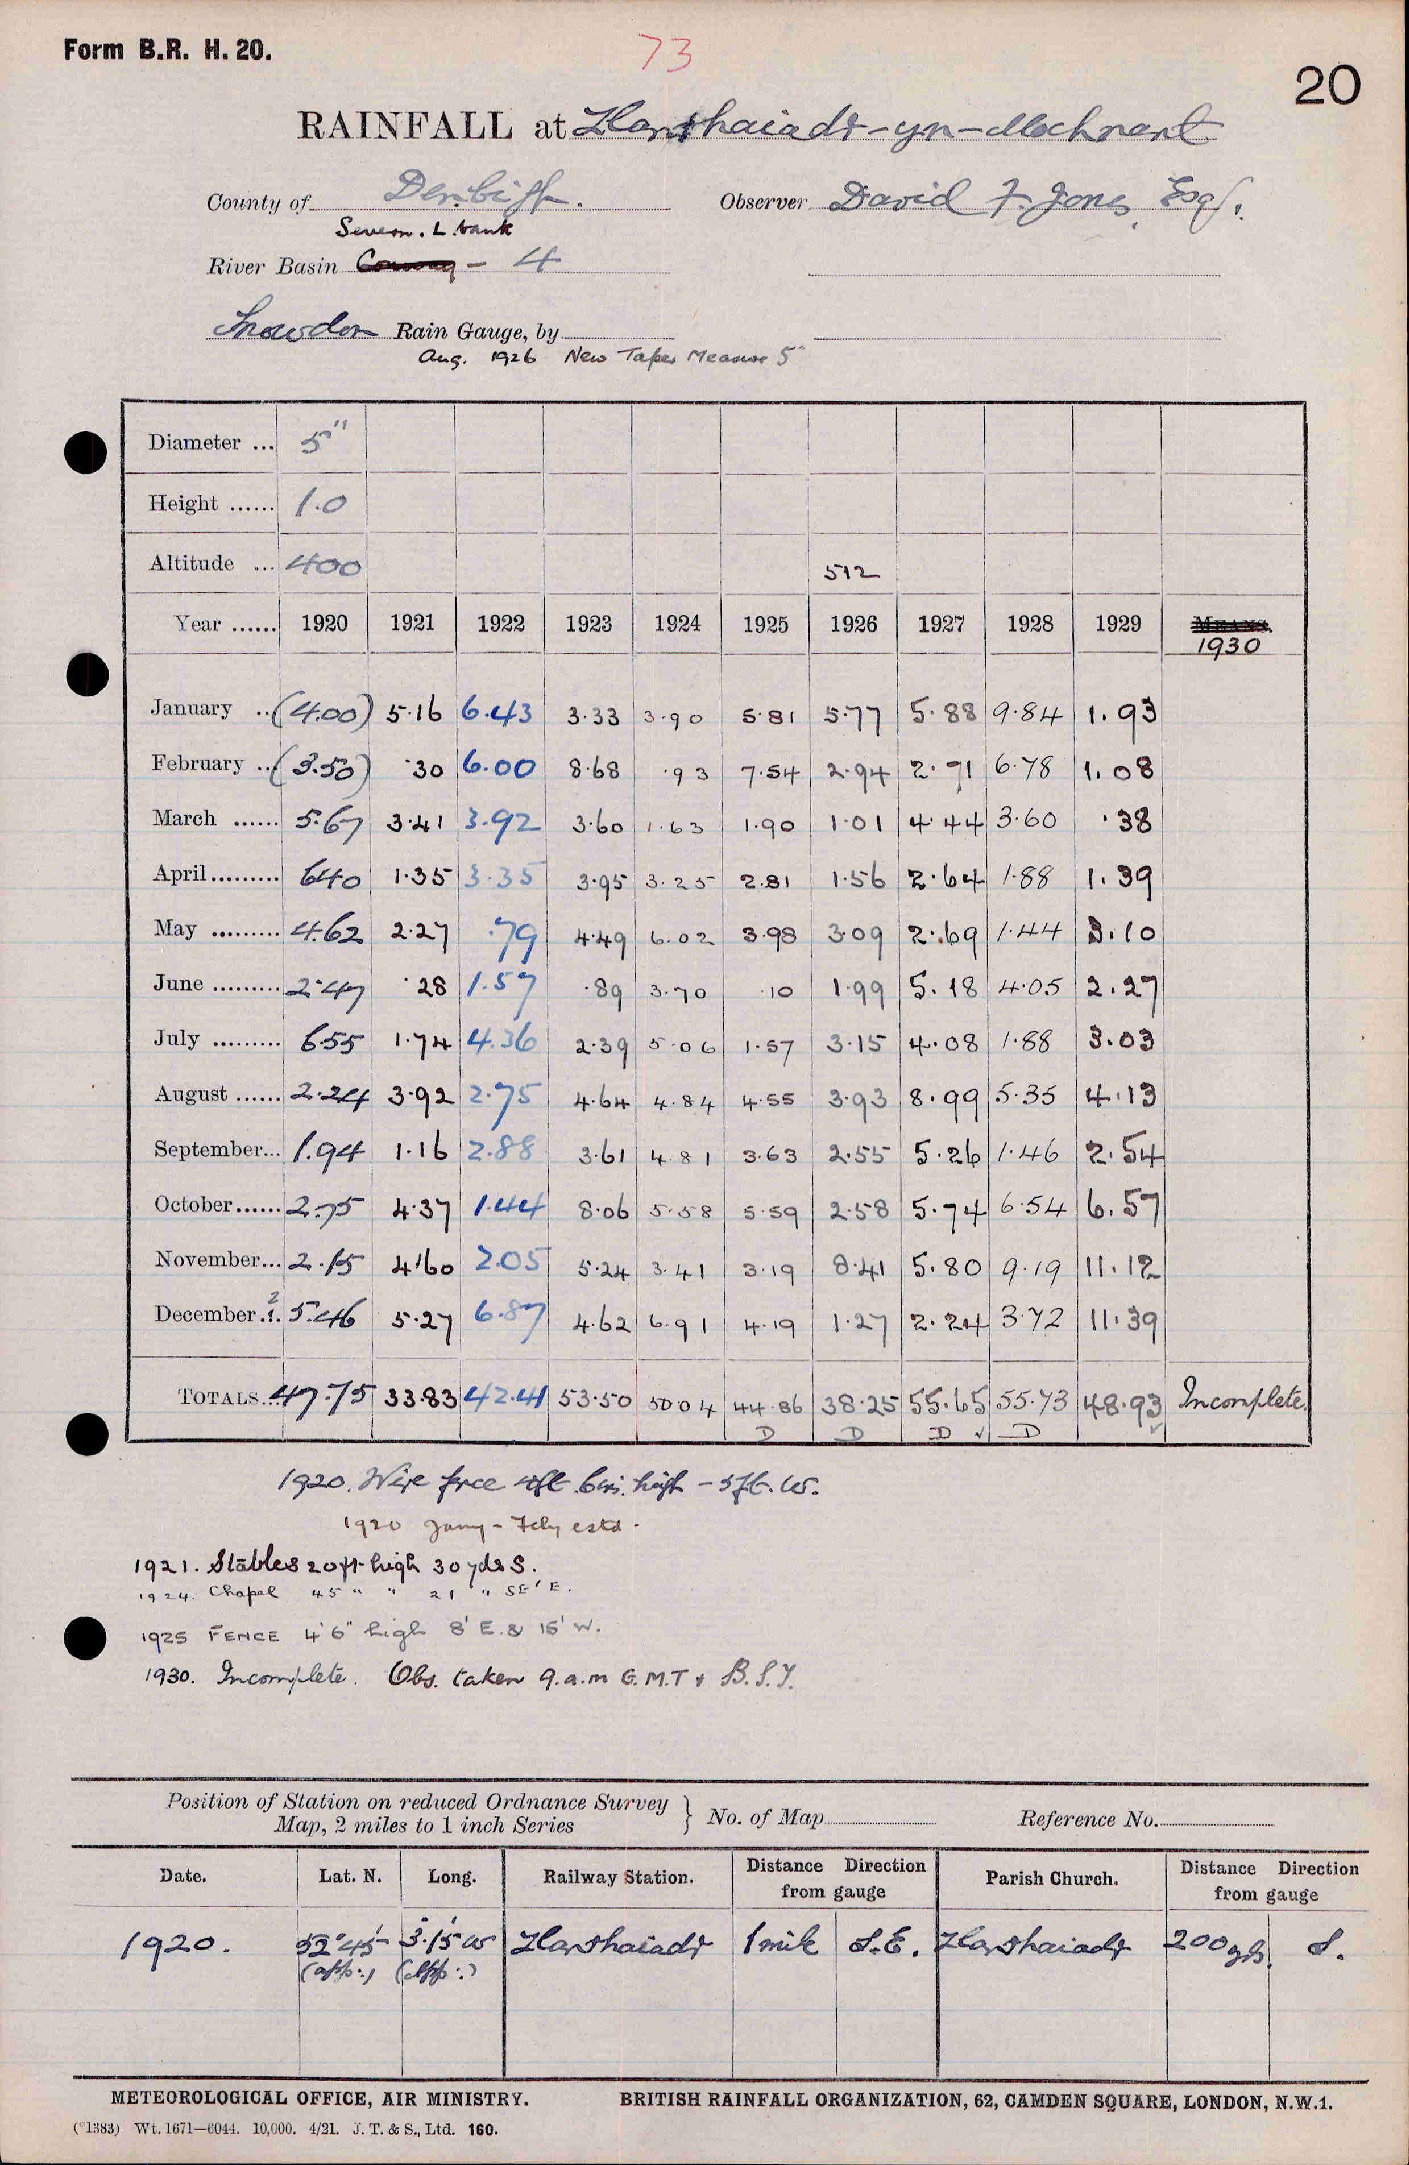 Form B.R. H. 20.
73
20
RAINFALL at Llanrhaiadr-yn-Mochnant
County of Denbigh. Observer David F. Jones, Esq.,
Severn. L. bank
River Basin Conway - 4
Snowdon Rain Gauge, by
Aug. 1926 New Taper Measure 5"
Diameter ... 5"
Height ...... 1.0
Altitude ... 400 512
Year ...... 1920 1921 1922 1923 1924 1925 1926 1927 1928 1929 MEANS. 1930
January .. (4.00) 5.16 6.43 3.33 3.90 5.81 5.77 5.88 9.84 1.93
February .. (3.50) .30 6.00 8.68 .93 7.54 2.94 2.71 6.78 1.08
March ...... 5.67 3.41 3.92 3.60 1.63 1.90 1.01 4.44 3.60 .38
April ......... 6.40 1.35 3.35 3.95 3.25 2.81 1.56 2.64 1.88 1.39
May ......... 4.62 2.27 .79 4.49 6.02 3.98 3.09 2.69 1.44 3.10
June ......... 2.47 .28 1.57 .89 3.70 .10 1.99 5.18 4.05 2.27
July ......... 6.55 1.74 4.36 2.39 5.06 1.57 3.15 4.08 1.88 3.03
August ...... 2.24 3.92 2.75 4.64 4.84 4.55 3.93 8.99 5.35 4.13
September... 1.94 1.16 2.88 3.61 4.81 3.63 2.55 5.26 1.46 2.54
October...... 2.75 4.37 1.44 8.06 5.58 5.59 2.58 5.74 6.54 6.57
November... 2.15 4.60 2.05 5.24 3.41 3.19 8.41 5.80 9.19 11.12
December ... 5.46 5.27 6.87 4.62 6.91 4.19 1.27 2.24 3.72 11.39
TOTALS... 47.75 33.83 42.41 53.50 50.04 44.86 38.25 55.65 55.73 48.93 Incomplete.
D D D ✓ D ✓
1920. Wire fence 4ft. 6in. high - 5ft. W.
1920 Jany - Feby estd.
1921. Stables 20ft high 30yds S.
1924. Chapel 45 " " 21 " SE'E.
1925 FENCE 4'6" high 8' E. & 15' W.
1930. Incomplete. Obs. taken 9.a.m G.M.T & B.S.T.
Position of Station on reduced Ordnance Survey Map, 2 miles to 1 inch Series } No. of Map Reference No.
Date. Lat. N. Long. Railway Station. Distance Direction from gauge Parish Church. Distance Direction from gauge
1920. 52°45' 3°.15' W Llanrhaiadr 1 mile S.E. Llanrhaiadr 200 yds. S.
(app:) (app:)
METEOROLOGICAL OFFICE, AIR MINISTRY. BRITISH RAINFALL ORGANIZATION, 62, CAMDEN SQUARE, LONDON, N.W.1.
(*1383) Wt. 1671—6044. 10,000. 4/21. J. T. & S., Ltd. 160.